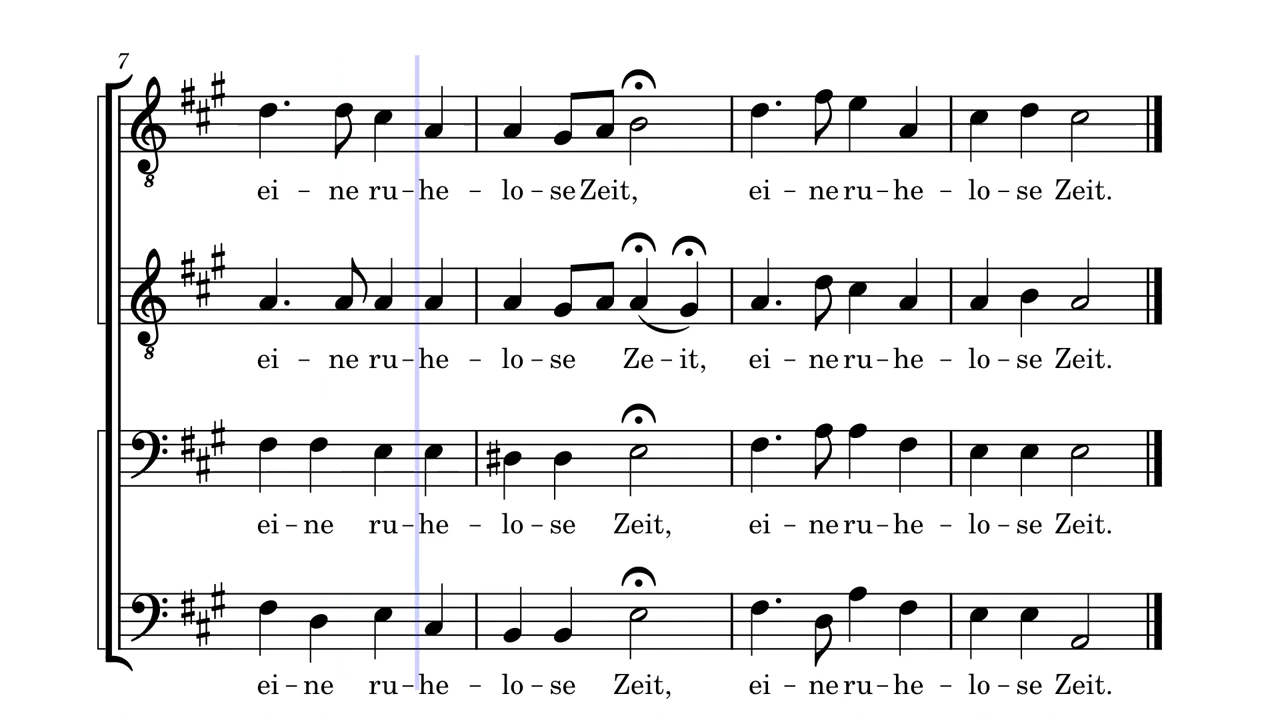 7
8
ei – ne ru–he – lo – se Zeit, ei – ne ru–he – lo – se Zeit.
8
ei – ne ru–he – lo – se Ze – it, ei – ne ru–he – lo – se Zeit.
ei – ne ru–he – lo – se Zeit, ei – ne ru–he – lo – se Zeit.
ei – ne ru–he – lo – se Zeit, ei – ne ru–he – lo – se Zeit.